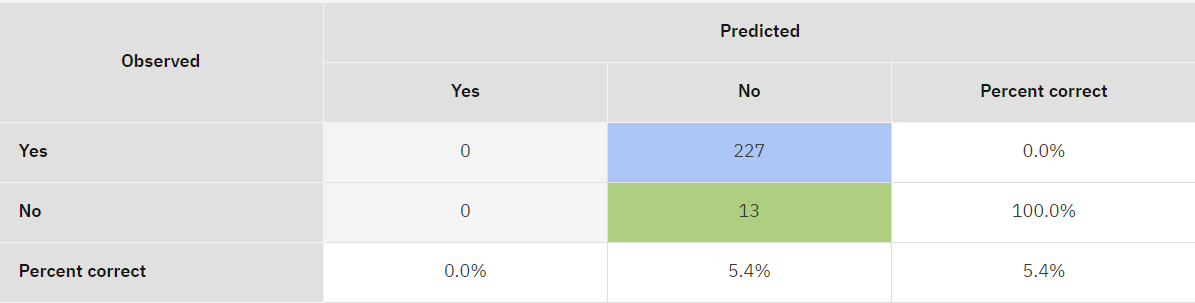 Observed Predicted
Yes No Percent correct
Yes 0 227 0.0%
No 0 13 100.0%
Percent correct 0.0% 5.4% 5.4%